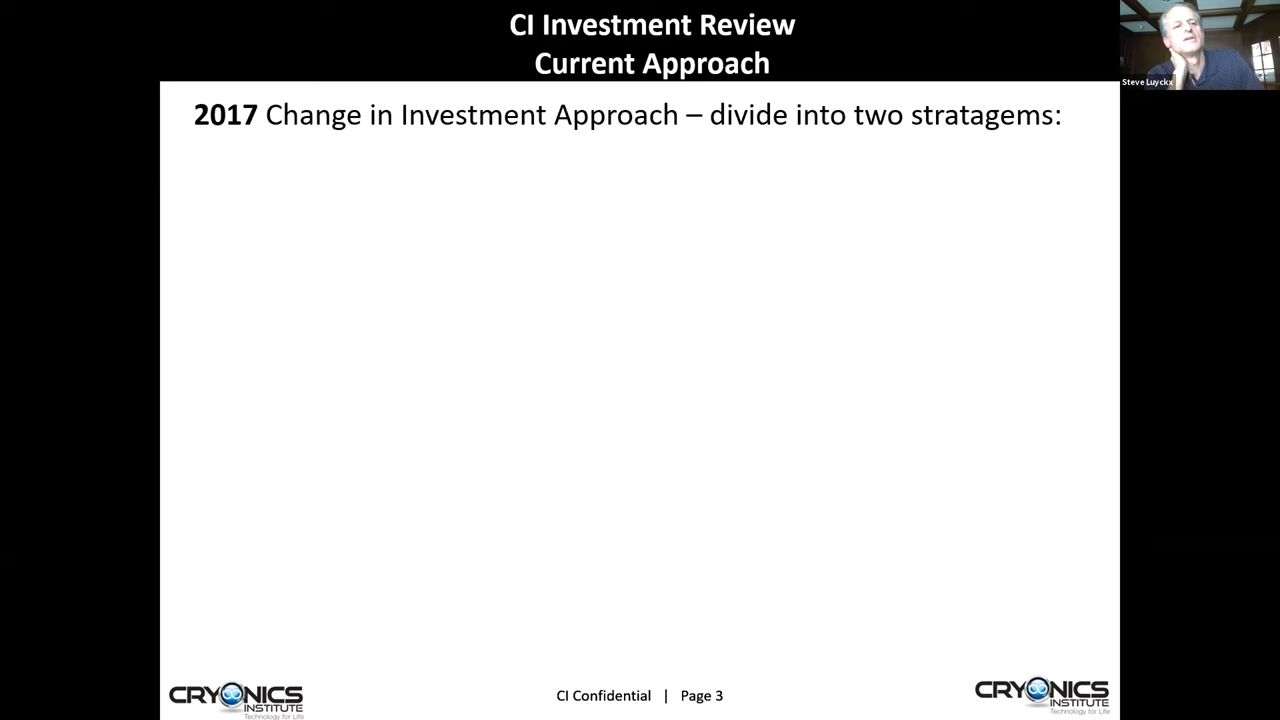 CI Investment Review
Current Approach
Steve Luyckx
2017 Change in Investment Approach – divide into two stratagems:
CRYONICS
INSTITUTE
Technology for Life
CI Confidential | Page 3
CRYONICS
INSTITUTE
Technology for Life